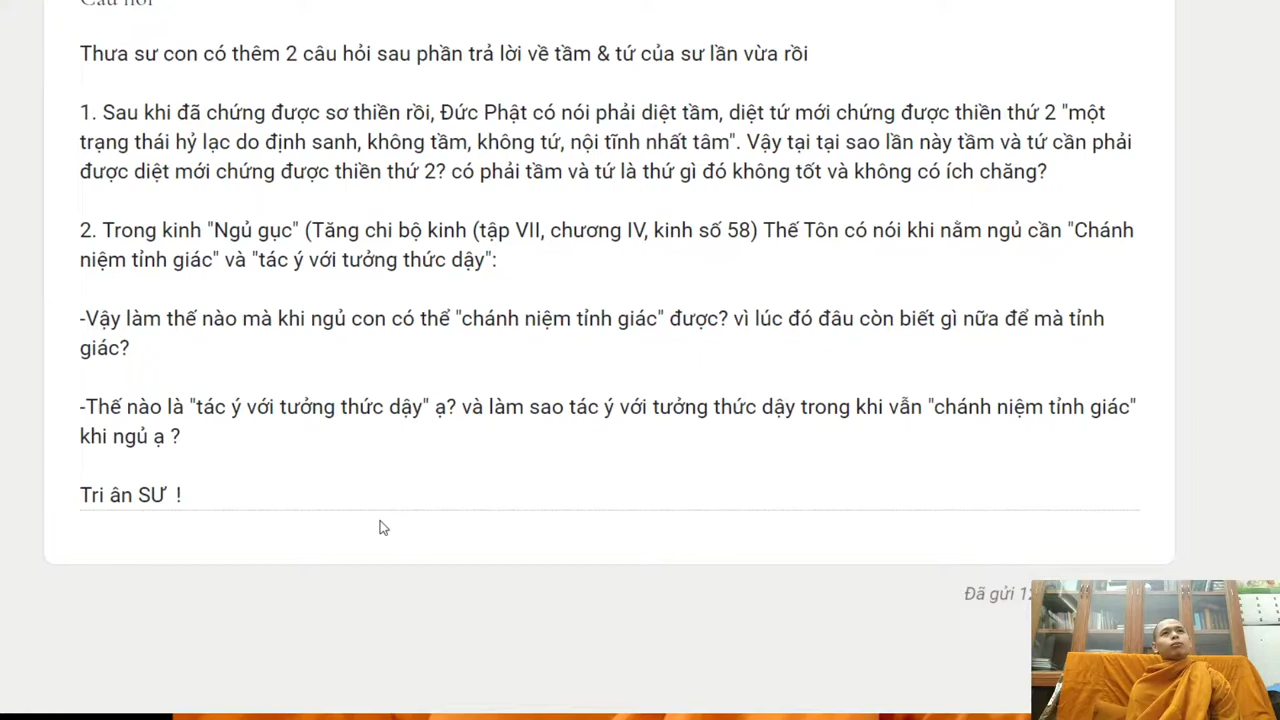 Câu hỏi
Thưa sư con có thêm 2 câu hỏi sau phần trả lời về tầm & tứ của sư lần vừa rồi
1. Sau khi đã chứng được sơ thiền rồi, Đức Phật có nói phải diệt tầm, diệt tứ mới chứng được thiền thứ 2 "một
trạng thái hỷ lạc do định sanh, không tầm, không tứ, nội tĩnh nhất tâm". Vậy tại tại sao lần này tầm và tứ cần phải
được diệt mới chứng được thiền thứ 2? có phải tầm và tứ là thứ gì đó không tốt và không có ích chăng?
2. Trong kinh "Ngủ gục" (Tăng chi bộ kinh (tập VII, chương IV, kinh số 58) Thế Tôn có nói khi nằm ngủ cần "Chánh
niệm tỉnh giác" và "tác ý với tưởng thức dậy":
-Vậy làm thế nào mà khi ngủ con có thể "chánh niệm tỉnh giác" được? vì lúc đó đâu còn biết gì nữa để mà tỉnh
giác?
-Thế nào là "tác ý với tưởng thức dậy" ạ? và làm sao tác ý với tưởng thức dậy trong khi vẫn "chánh niệm tỉnh giác"
khi ngủ ạ ?
Tri ân SƯ !
Đã gửi